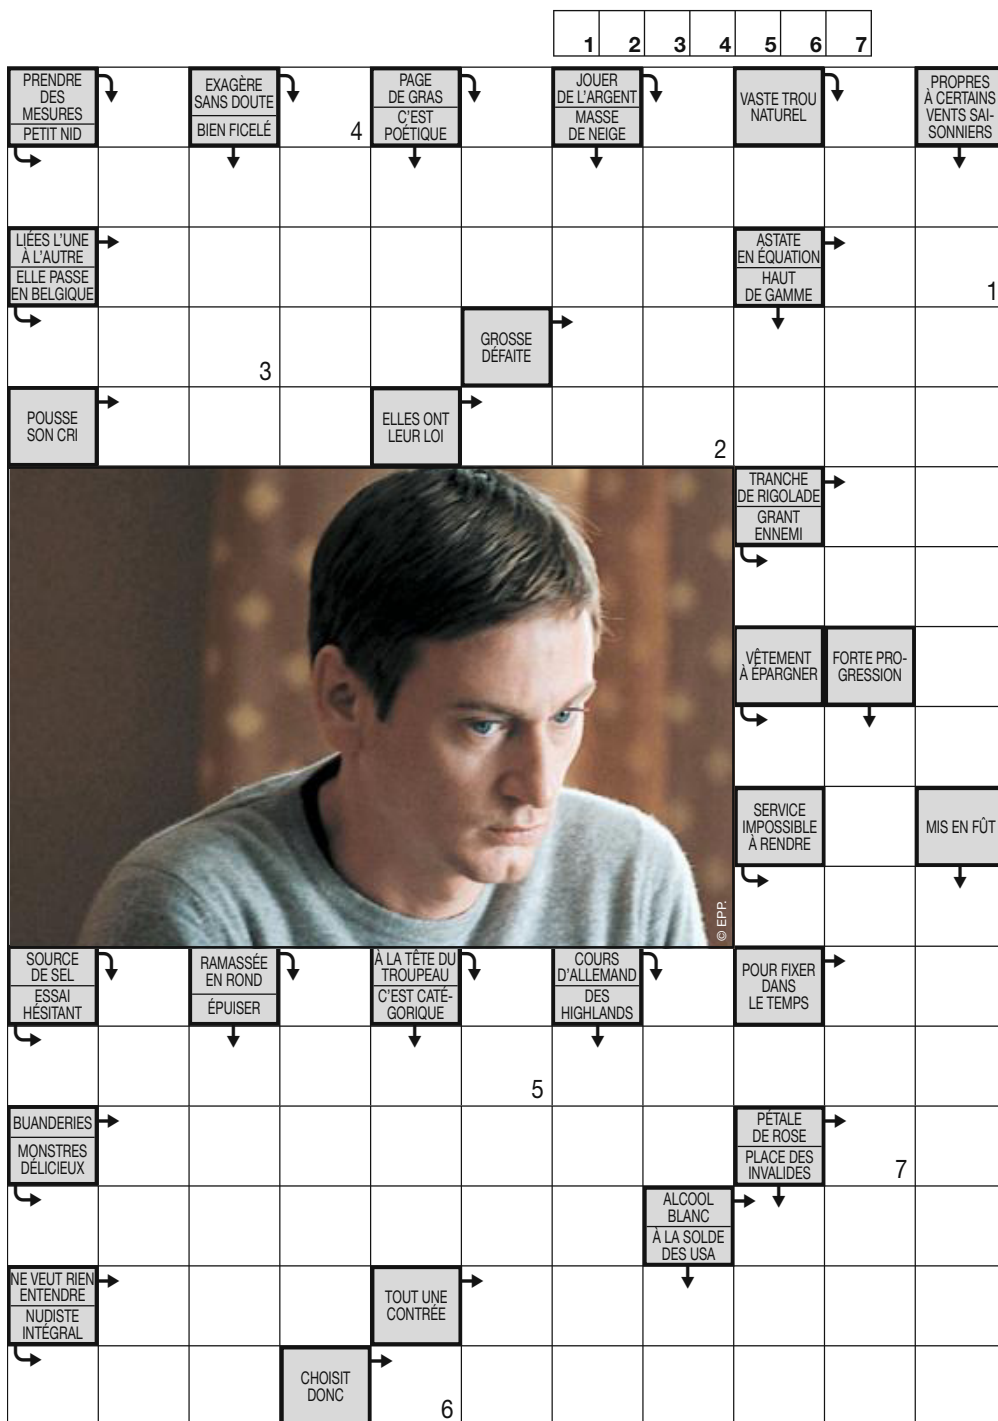 1 2 3 4 5 6 7
PRENDRE
DES
MESURES
PETIT NID
EXAGÈRE
SANS DOUTE
BIEN FICELÉ
4
PAGE
DE GRAS
C'EST
POÉTIQUE
JOUER
DE L'ARGENT
MASSE
DE NEIGE
VASTE TROU
NATUREL
PROPRES
À CERTAINS
VENTS SAI-
SONNIERS
LIÉES L'UNE
À L'AUTRE
ELLE PASSE
EN BELGIQUE
ASTATE
EN ÉQUATION
HAUT
DE GAMME
1
3
GROSSE
DÉFAITE
POUSSE
SON CRI
ELLES ONT
LEUR LOI
2
TRANCHE
DE RIGOLADE
GRANT
ENNEMI
VÊTEMENT
À ÉPARGNER
FORTE PRO-
GRESSION
SERVICE
IMPOSSIBLE
À RENDRE
MIS EN FÛT
© EPP.
SOURCE
DE SEL
ESSAI
HÉSITANT
RAMASSÉE
EN ROND
ÉPUISER
À LA TÊTE DU
TROUPEAU
C'EST CATÉ-
GORIQUE
COURS
D'ALLEMAND
DES
HIGHLANDS
POUR FIXER
DANS
LE TEMPS
5
BUANDERIES
MONSTRES
DÉLICIEUX
PÉTALE
DE ROSE
PLACE DES
INVALIDES
7
ALCOOL
BLANC
À LA SOLDE
DES USA
NE VEUT RIEN
ENTENDRE
NUDISTE
INTÉGRAL
TOUT UNE
CONTRÉE
CHOISIT
DONC
6